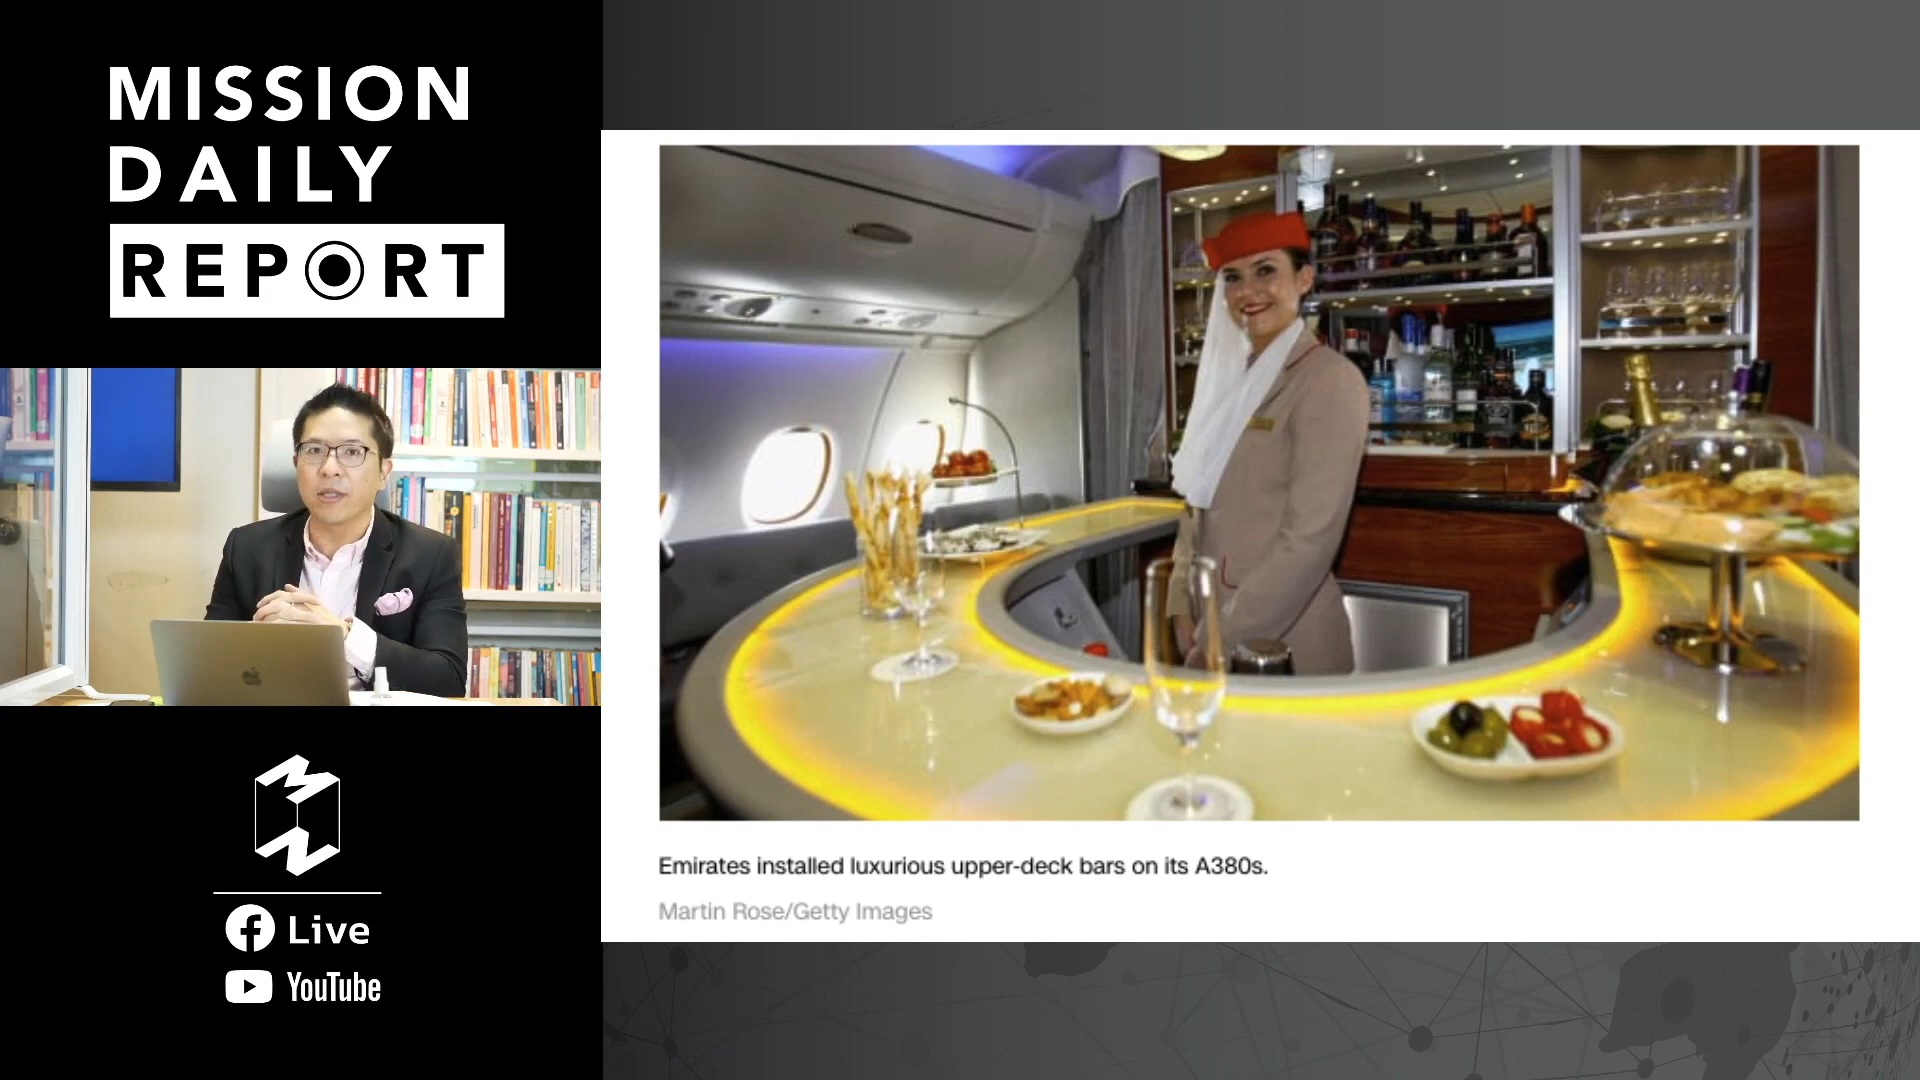 MISSION
DAILY
REPORT
Live
YouTube
Emirates installed luxurious upper-deck bars on its A380s.
Martin Rose/Getty Images